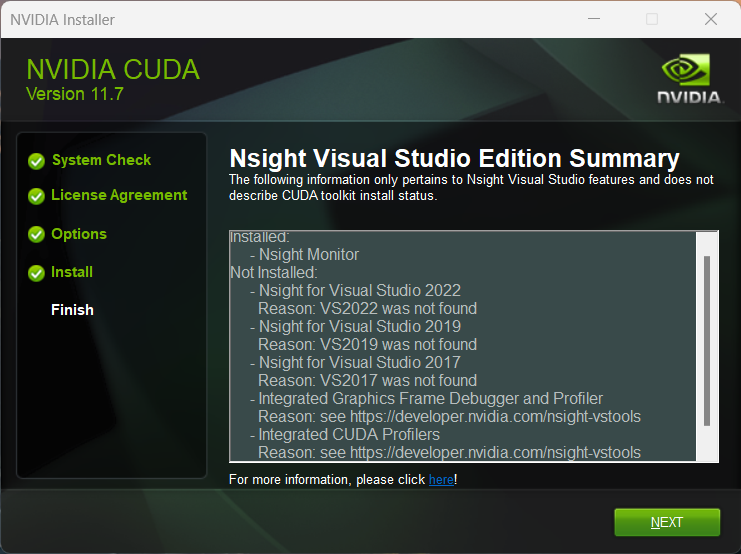 NVIDIA Installer
NVIDIA CUDA
Version 11.7
NVIDIA.
System Check
License Agreement
Options
Install
Finish
Nsight Visual Studio Edition Summary
The following information only pertains to Nsight Visual Studio features and does not
describe CUDA toolkit install status.
Installed:
- Nsight Monitor
Not Installed:
- Nsight for Visual Studio 2022
Reason: VS2022 was not found
- Nsight for Visual Studio 2019
Reason: VS2019 was not found
- Nsight for Visual Studio 2017
Reason: VS2017 was not found
- Integrated Graphics Frame Debugger and Profiler
Reason: see https://developer.nvidia.com/nsight-vstools
- Integrated CUDA Profilers
Reason: see https://developer.nvidia.com/nsight-vstools
For more information, please click here!
NEXT